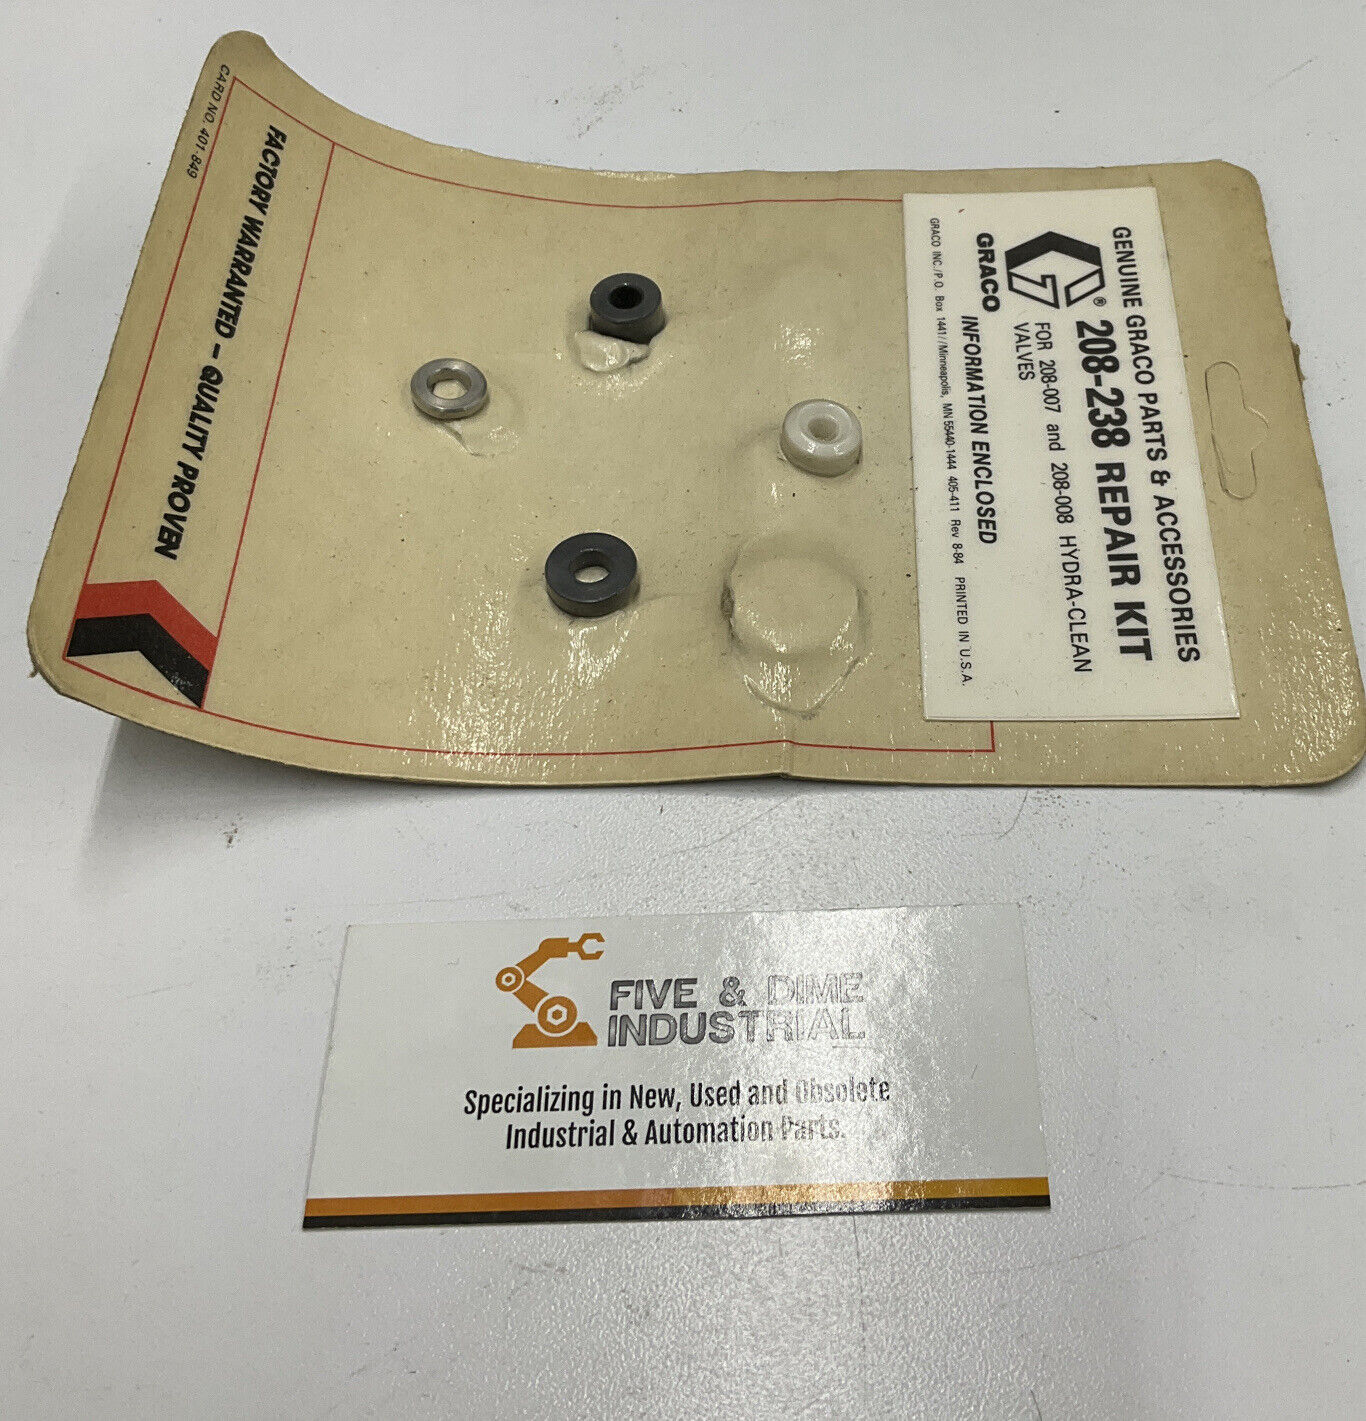 CARD NO. 401-849
FACTORY WARRANTED – QUALITY PROVEN
GENUINE GRACO PARTS & ACCESSORIES
208-238 REPAIR KIT
FOR 208-007 and 208-008 HYDRA-CLEAN
VALVES
®
GRACO
INFORMATION ENCLOSED
GRACO INC./P.O. Box 1441//Minneapolis, MN 55440-1444 405-411 Rev 8-84 PRINTED IN U.S.A.
FIVE & DIME
INDUSTRIAL
Specializing in New, Used and Obsolete
Industrial & Automation Parts.